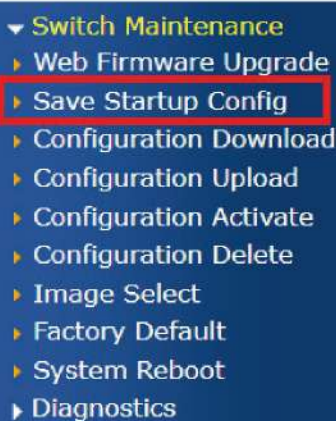 Switch Maintenance
Web Firmware Upgrade
Save Startup Config
Configuration Download
Configuration Upload
Configuration Activate
Configuration Delete
Image Select
Factory Default
System Reboot
Diagnostics